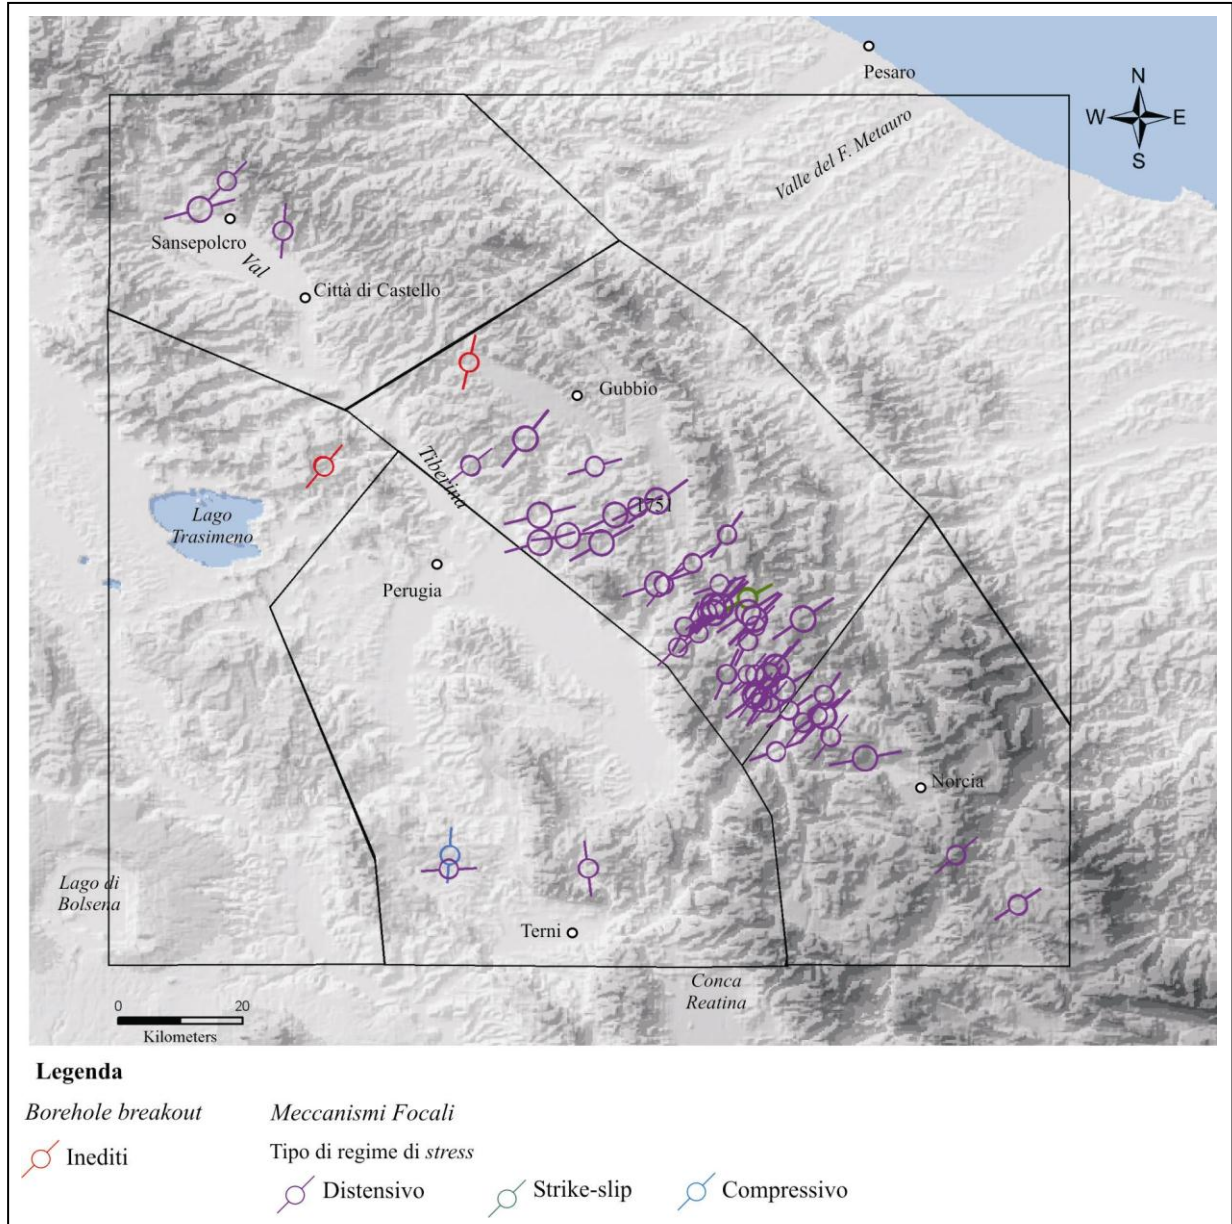 Pesaro
N
W
E
S
Valle del F. Metauro
Sansepolcro
Val
Città di Castello
Gubbio
Tiberina
1751
Lago
Trasimeno
Perugia
Norcia
Lago di
Bolsena
Terni
Conca
Reatina
0 20
Kilometers
Legenda
Borehole breakout
Meccanismi Focali
Inediti
Tipo di regime di stress
Distensivo
Strike-slip
Compressivo